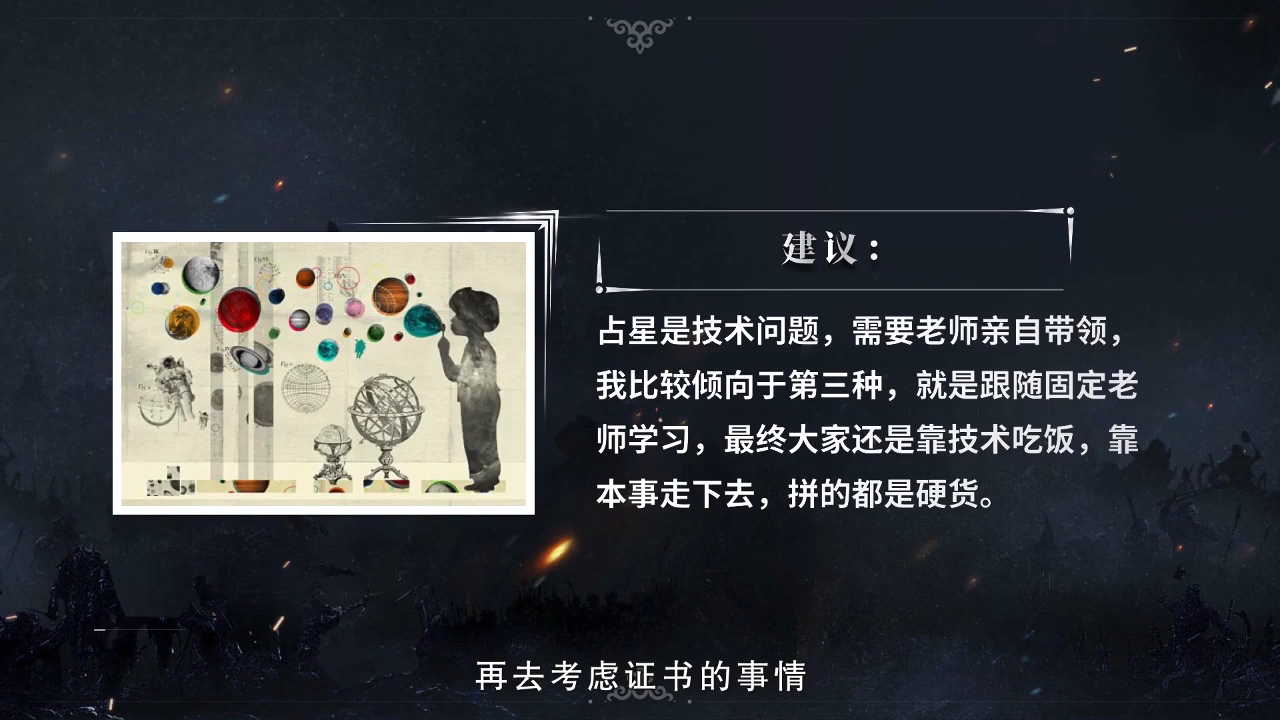 建议：
占星是技术问题，需要老师亲自带领，
我比较倾向于第三种，就是跟随固定老
师学习，最终大家还是靠技术吃饭，靠
本事走下去，拼的都是硬货。
再去考虑证书的事情